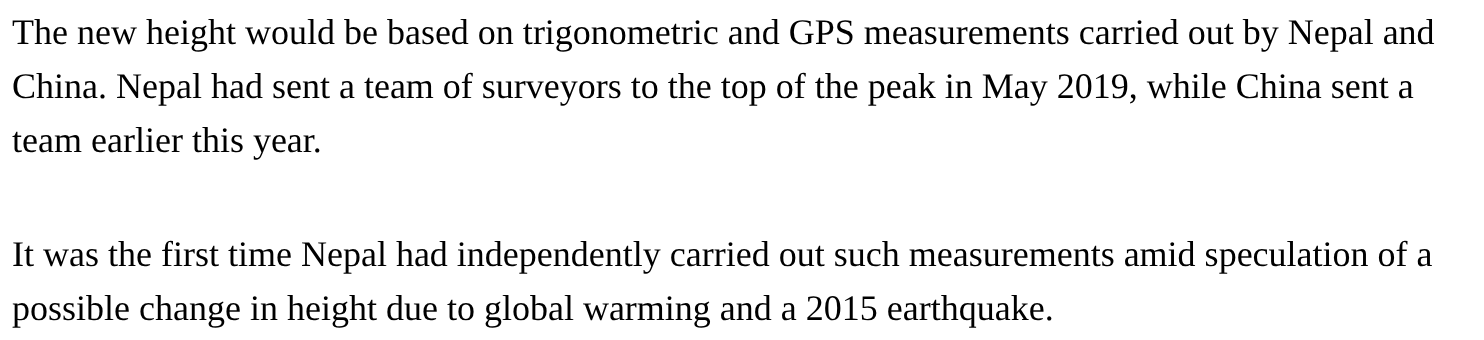 The new height would be based on trigonometric and GPS measurements carried out by Nepal and
China. Nepal had sent a team of surveyors to the top of the peak in May 2019, while China sent a
team earlier this year.
It was the first time Nepal had independently carried out such measurements amid speculation of a
possible change in height due to global warming and a 2015 earthquake.